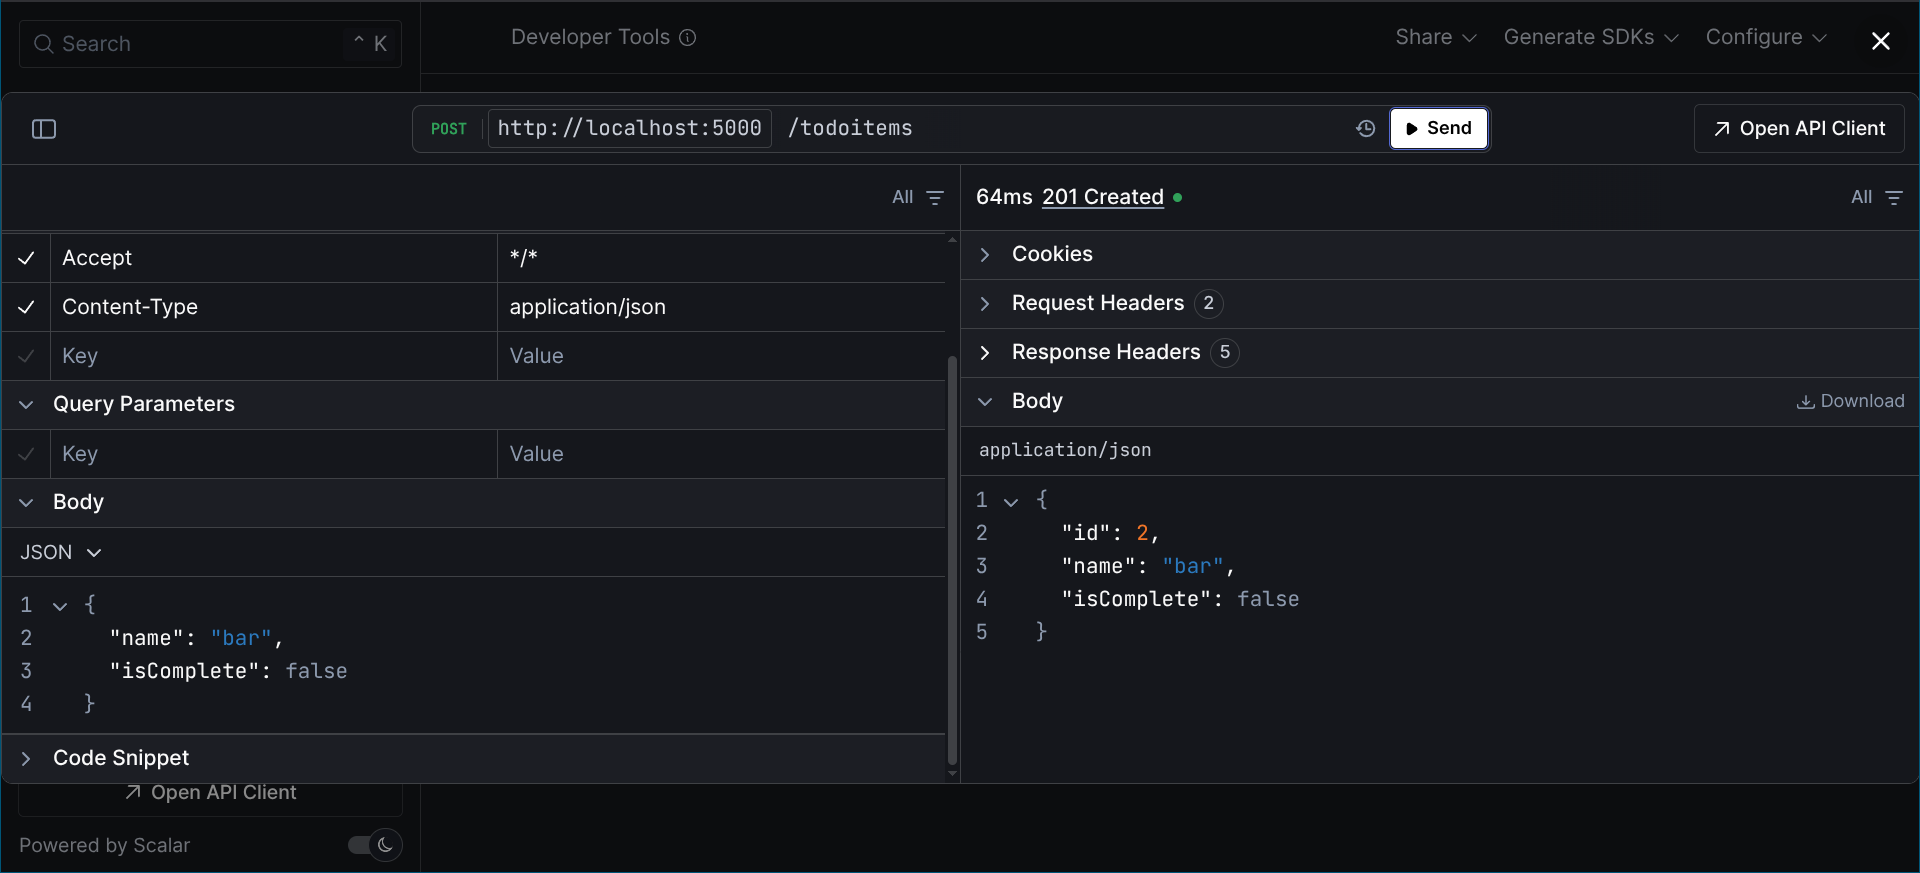 Search
⌃ K
Developer Tools
Share
Generate SDKs
Configure
POST
http://localhost:5000
/todoitems
Send
Open API Client
All
Accept
*/*
Content-Type
application/json
Key
Value
Query Parameters
Key
Value
Body
JSON
1 {
2 "name": "bar",
3 "isComplete": false
4 }
Code Snippet
64ms 201 Created
All
Cookies
Request Headers 2
Response Headers 5
Body
Download
application/json
1 {
2 "id": 2,
3 "name": "bar",
4 "isComplete": false
5 }
Open API Client
Powered by Scalar